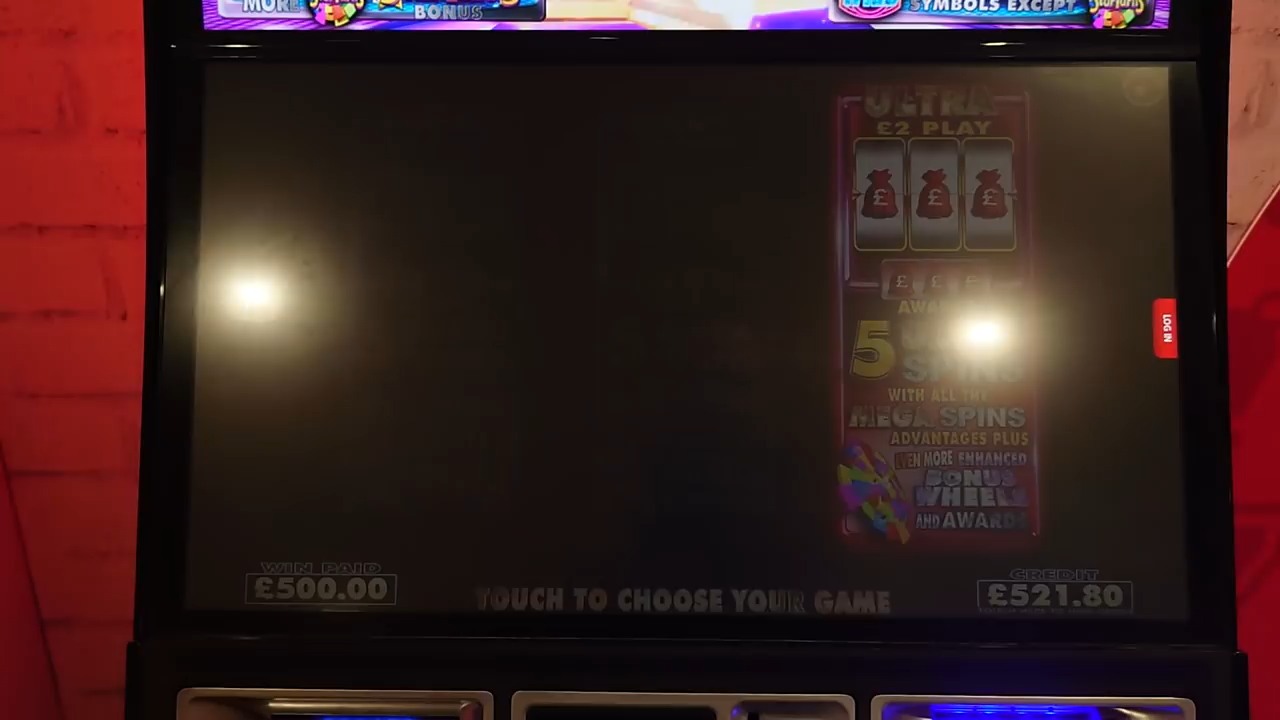 MORE
BONUS
SYMBOLS EXCEPT
ULTRA
£2 PLAY
£ £ £
£ £
5
SPINS
WITH ALL THE
MEGA SPINS
ADVANTAGES PLUS
EVEN MORE ENHANCED
BONUS
WHEELS
AND AWARDS
LOG IN
WIN PAID
£500.00
TOUCH TO CHOOSE YOUR GAME
CREDIT
£521.80